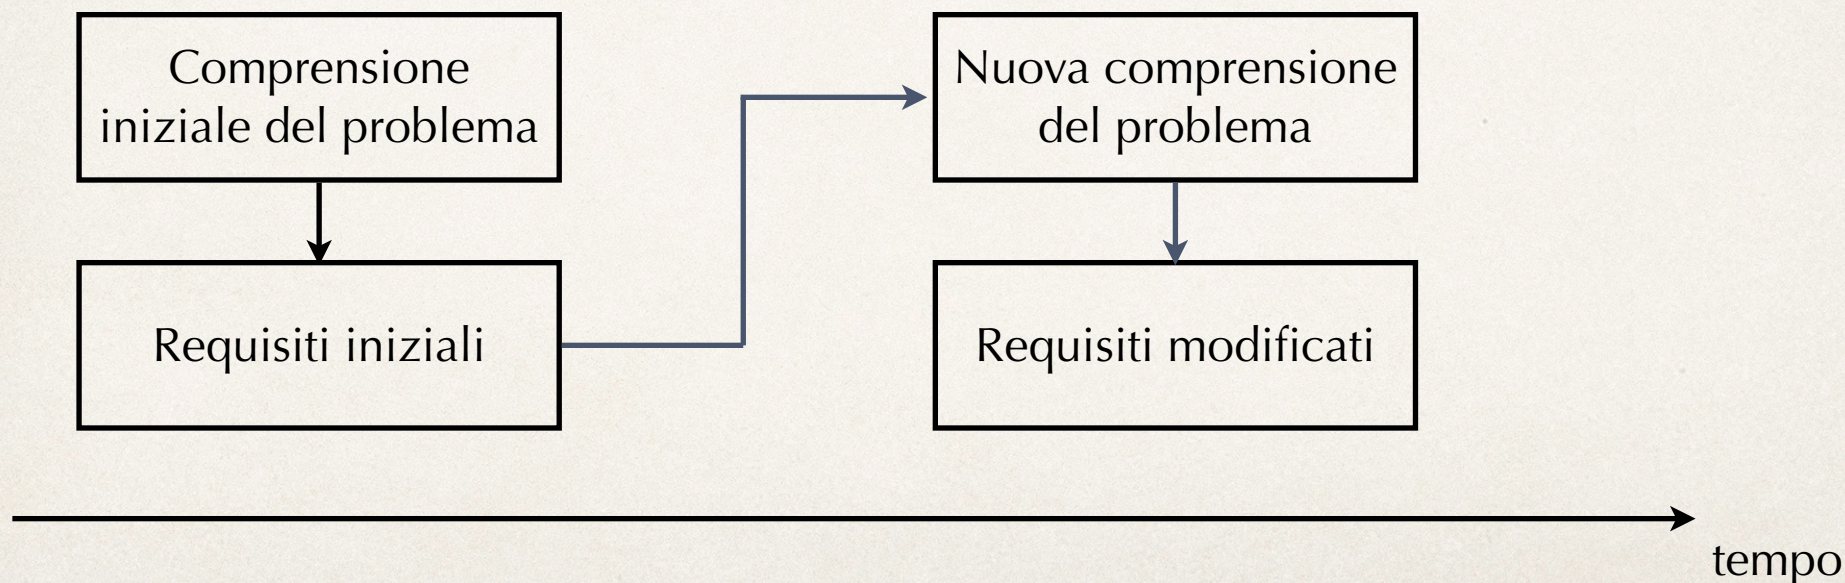 Comprensione
iniziale del problema
Requisiti iniziali
Nuova comprensione
del problema
Requisiti modificati
tempo